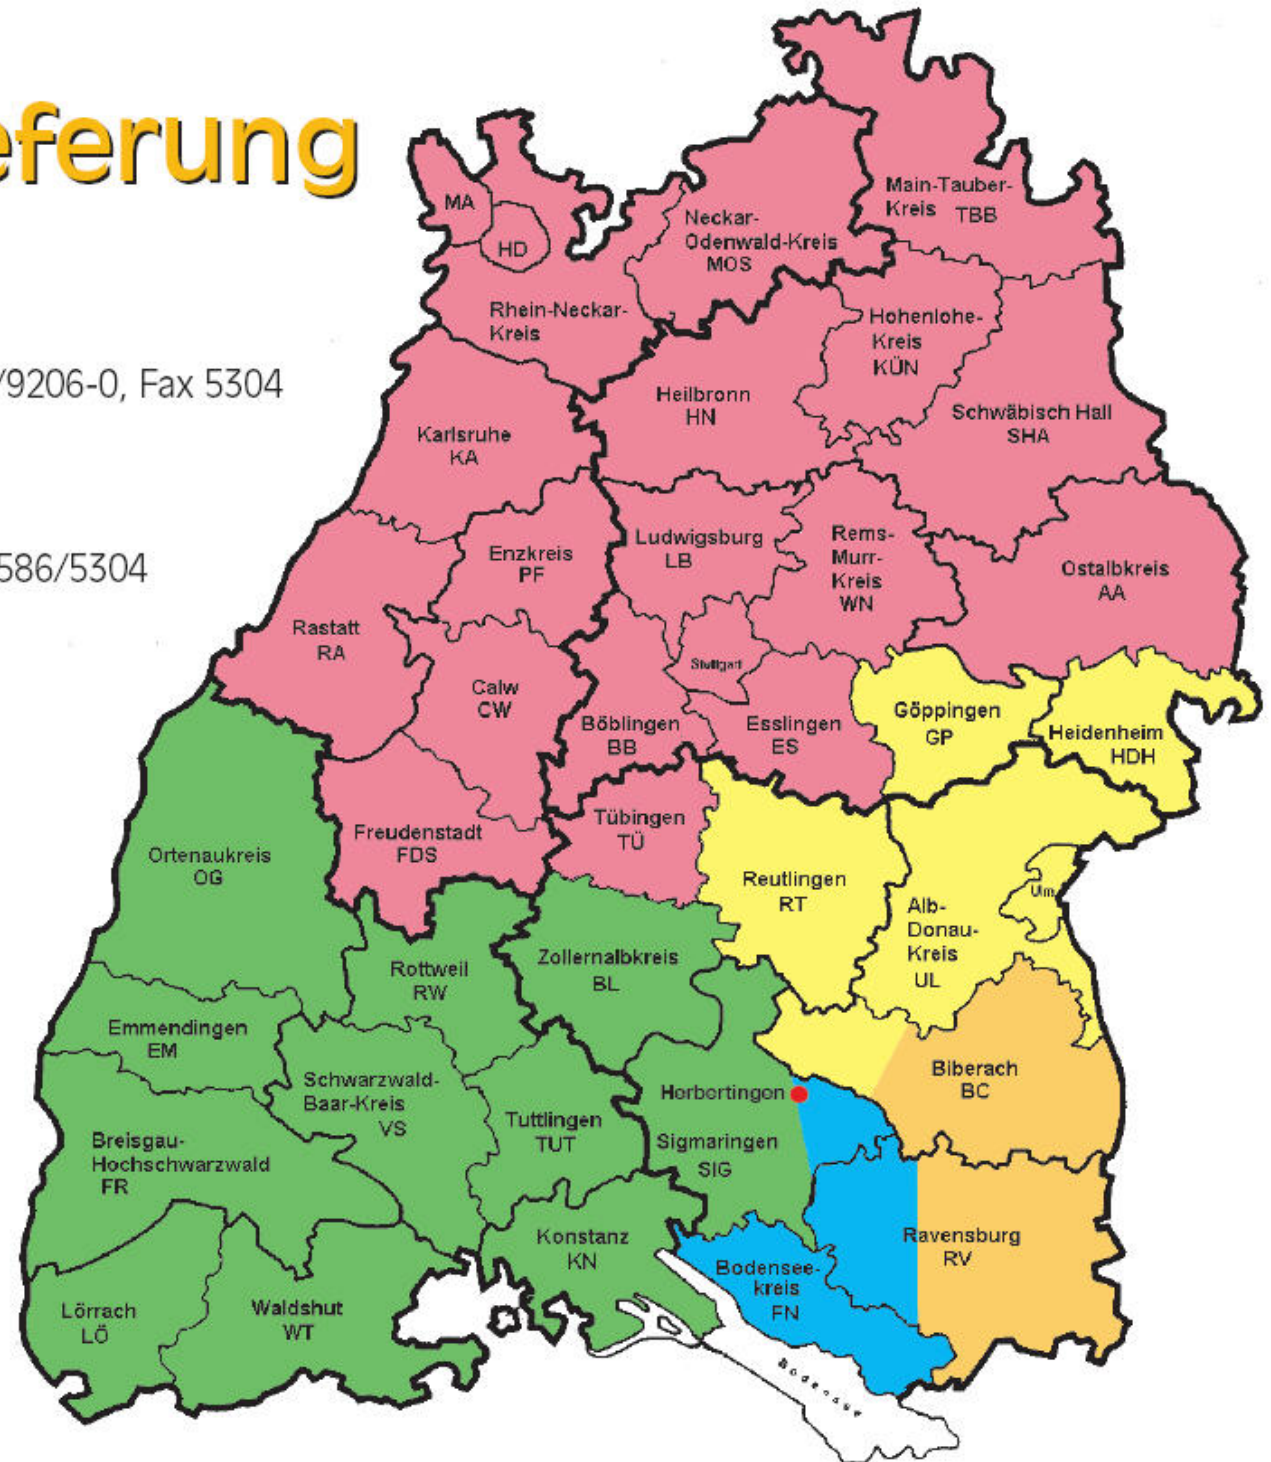 eferung
/9206-0, Fax 5304
586/5304
MA
HD
Rhein-Neckar-
Kreis
Neckar-
Odenwald-Kreis
MOS
Main-Tauber-
Kreis TBB
Hohenlohe-
Kreis
KÜN
Heilbronn
HN
Schwäbisch Hall
SHA
Karlsruhe
KA
Enzkreis
PF
Ludwigsburg
LB
Rems-
Murr-
Kreis
WN
Ostalbkreis
AA
Rastatt
RA
Calw
CW
Stuttgart
Böblingen
BB
Esslingen
ES
Göppingen
GP
Heidenheim
HDH
Freudenstadt
FDS
Tübingen
TÜ
Ortenaukreis
OG
Reutlingen
RT
Ulm
Alb-
Donau-
Kreis
UL
Rottweil
RW
Zollernalbkreis
BL
Emmendingen
EM
Schwarzwald-
Baar-Kreis
VS
Herbertingen
Biberach
BC
Tuttlingen
TUT
Sigmaringen
SIG
Breisgau-
Hochschwarzwald
FR
Konstanz
KN
Ravensburg
RV
Bodensee-
kreis
FN
Lörrach
LÖ
Waldshut
WT
Bodensee